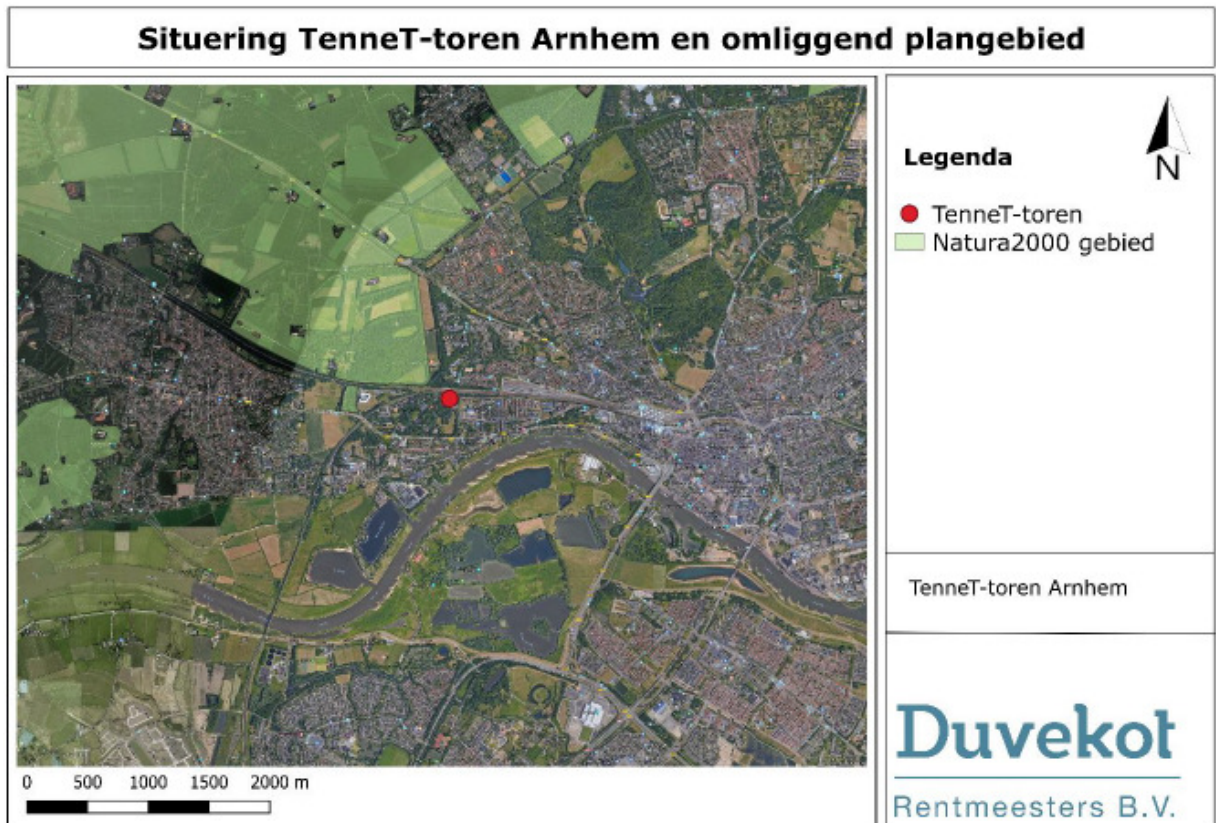 Situering TenneT-toren Arnhem en omliggend plangebied
Legenda
N
TenneT-toren
Natura2000 gebied
TenneT-toren Arnhem
0 500 1000 1500 2000 m
Duvekot
Rentmeesters B.V.